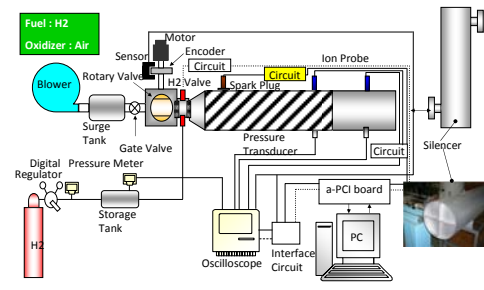 Fuel : H2
Oxidizer : Air
Motor
Encoder
Sensor
Circuit
Ion Probe
Rotary Valve
H2 Valve
Circuit
Blower
Spark Plug
Surge
Tank
Gate Valve
Pressure
Transducer
Circuit
Silencer
Digital
Regulator
Pressure Meter
a-PCI board
Storage
Tank
H2
PC
Oscilloscope
Interface
Circuit